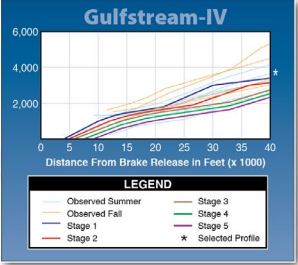 Gulfstream-IV
6,000
4,000
2,000
*
0 5 10 15 20 25 30 35 40
Distance From Brake Release in Feet (x 1000)
LEGEND
Observed Summer
Observed Fall
Stage 1
Stage 2
Stage 3
Stage 4
Stage 5
* Selected Profile